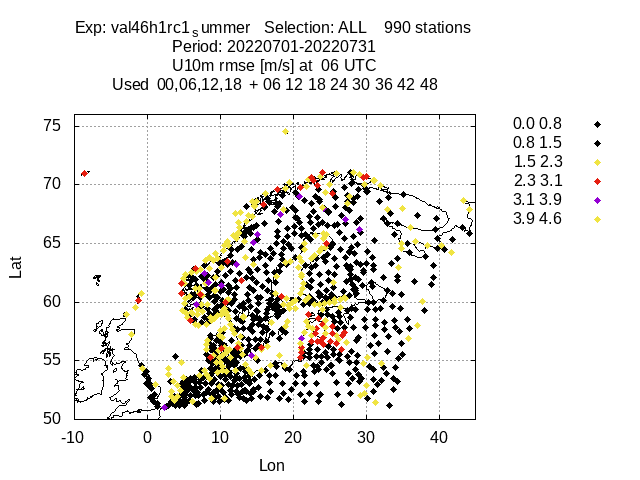 Exp: val46h1rc1summer Selection: ALL 990 stations
Period: 20220701-20220731
U10m rmse [m/s] at 06 UTC
Used 00,06,12,18 + 06 12 18 24 30 36 42 48
75
70
65
60
55
50
Lat
-10 0 10 20 30 40
Lon
0.0 0.8
0.8 1.5
1.5 2.3
2.3 3.1
3.1 3.9
3.9 4.6